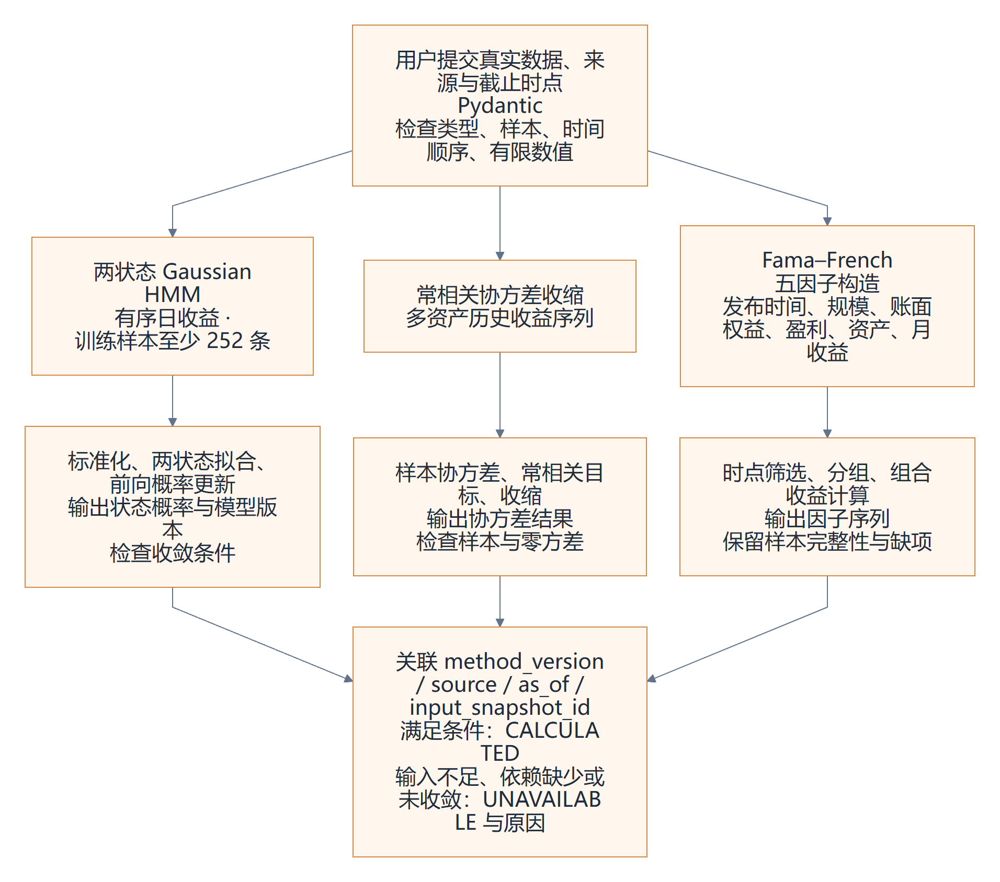 用户提交真实数据、来
源与截止时点
Pydantic
检查类型、样本、时间
顺序、有限数值
两状态 Gaussian
HMM
有序日收益 ·
训练样本至少 252 条
常相关协方差收缩
多资产历史收益序列
Fama–French
五因子构造
发布时间、规模、账面
权益、盈利、资产、月
收益
标准化、两状态拟合、
前向概率更新
输出状态概率与模型版
本
检查收敛条件
样本协方差、常相关目
标、收缩
输出协方差结果
检查样本与零方差
时点筛选、分组、组合
收益计算
输出因子序列
保留样本完整性与缺项
关联 method_version
/ source / as_of /
input_snapshot_id
满足条件：CALCULA
TED
输入不足、依赖缺少或
未收敛：UNAVAILAB
LE 与原因